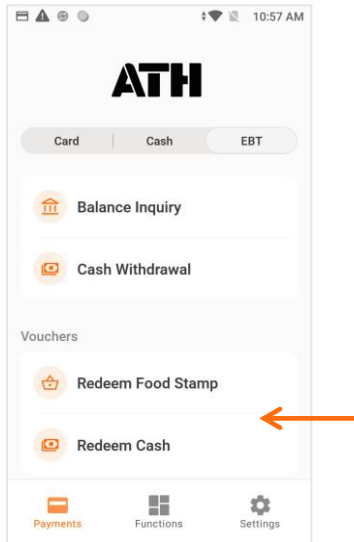 10:57 AM
ATH
Card Cash EBT
Balance Inquiry
Cash Withdrawal
Vouchers
Redeem Food Stamp
Redeem Cash
Payments Functions Settings